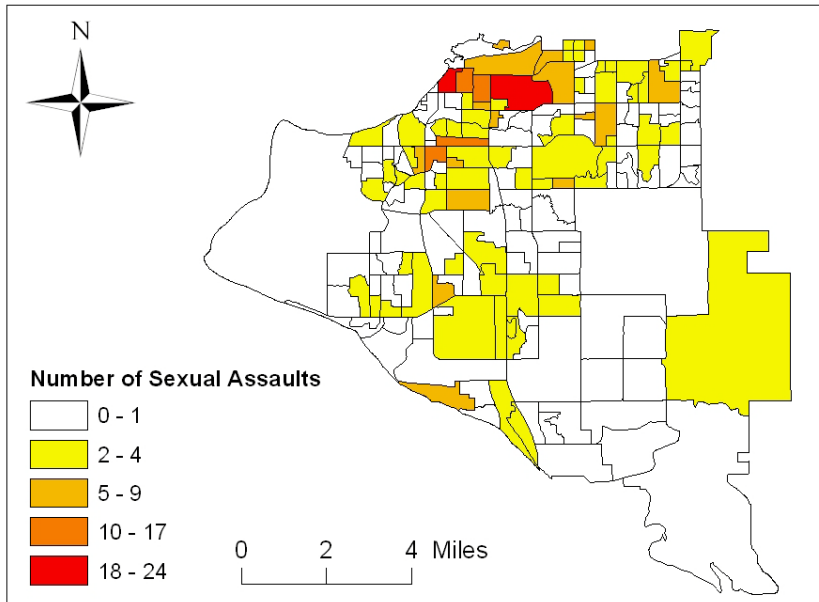 N
Number of Sexual Assaults
0 - 1
2 - 4
5 - 9
10 - 17
18 - 24
0 2 4 Miles